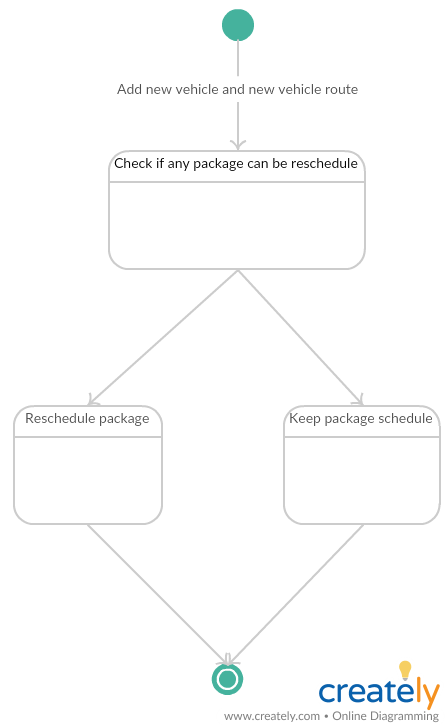 Add new vehicle and new vehicle route
Check if any package can be reschedule
Reschedule package
Keep package schedule
creately
www.creately.com • Online Diagramming